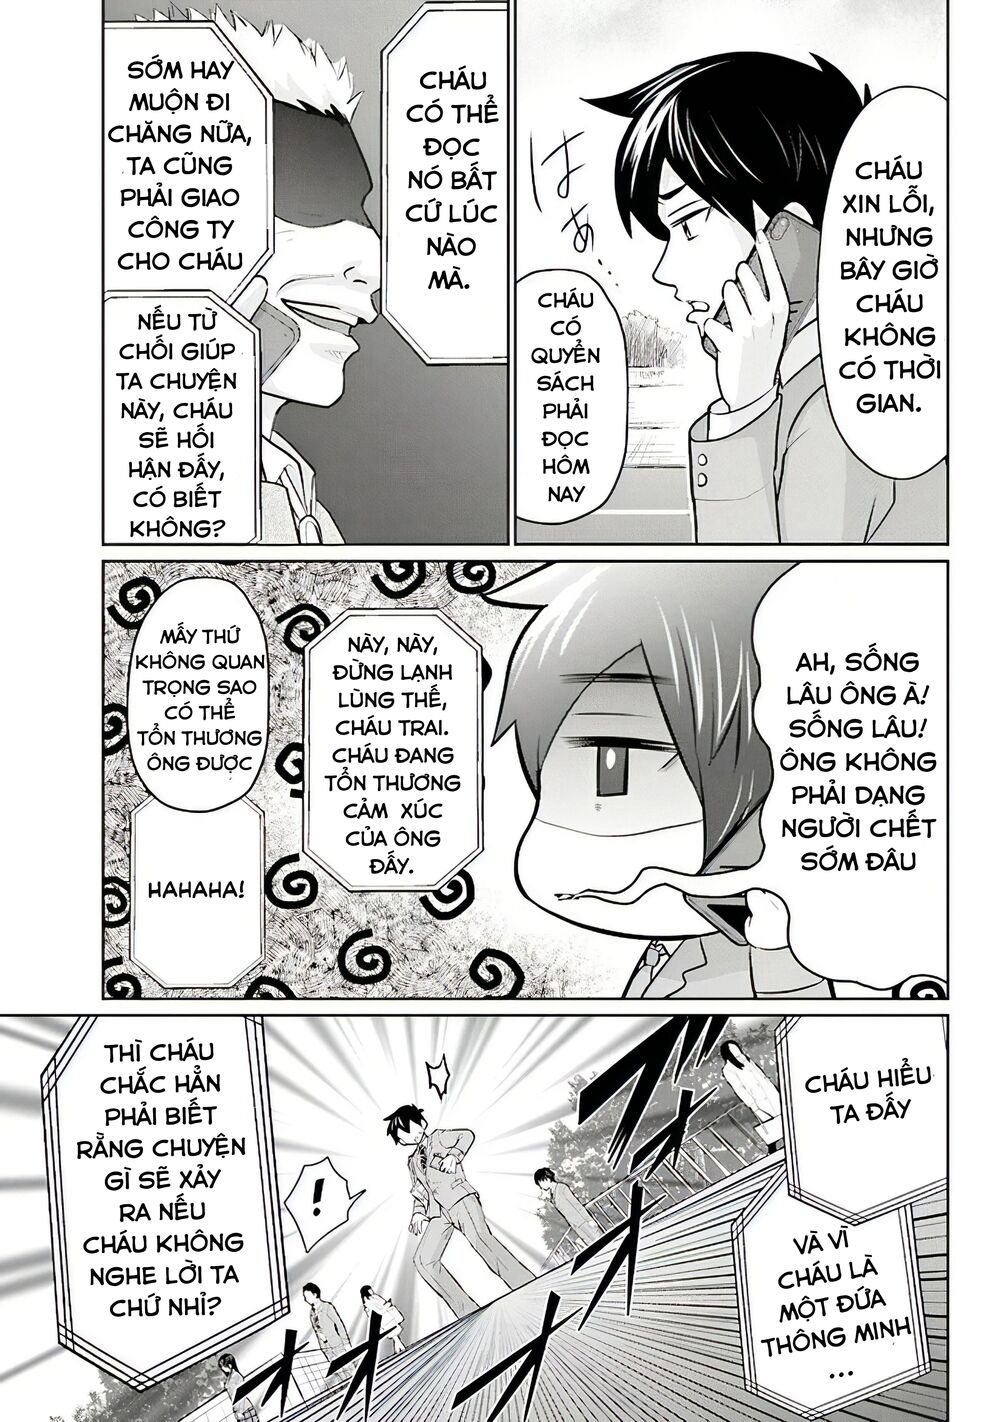 CHÁU
XIN LỖI,
NHƯNG
BÂY GIỜ
CHÁU
KHÔNG
CÓ THỜI
GIAN.
はぁ…
CHÁU
CÓ
QUYỂN
SÁCH
PHẢI
ĐỌC
HÔM
NAY
CHÁU
CÓ THỂ
ĐỌC
NÓ BẤT
CỨ LÚC
NÀO
MÀ.
SỚM HAY
MUỘN ĐI
CHĂNG NỮA,
TA CŨNG
PHẢI GIAO
CÔNG TY
CHO CHÁU
NẾU TỪ
CHỐI GIÚP
TA CHUYỆN
NÀY, CHÁU
SẼ HỐI
HẬN ĐẤY,
CÓ BIẾT
KHÔNG?
AH, SỐNG
LÂU ÔNG À!
SỐNG LÂU!
ÔNG KHÔNG
PHẢI DẠNG
NGƯỜI CHẾT
SỚM ĐÂU
NÀY, NÀY,
ĐỪNG LẠNH
LÙNG THẾ,
CHÁU TRAI.
CHÁU ĐANG
TỔN THƯƠNG
CẢM XÚC
CỦA ÔNG
ĐẤY.
MẤY THỨ
KHÔNG QUAN
TRỌNG SAO
CÓ THỂ
TỔN THƯƠNG
ÔNG ĐƯỢC
HAHAHA!
CHÁU HIỂU
TA ĐẤY
VÀ VÌ
CHÁU LÀ
MỘT ĐỨA
THÔNG MINH
...
!
THÌ CHÁU
CHẮC HẲN
PHẢI BIẾT
RẰNG CHUYỆN
GÌ SẼ XẢY
RA NẾU
CHÁU KHÔNG
NGHE LỜI TA
CHỨ NHỈ?